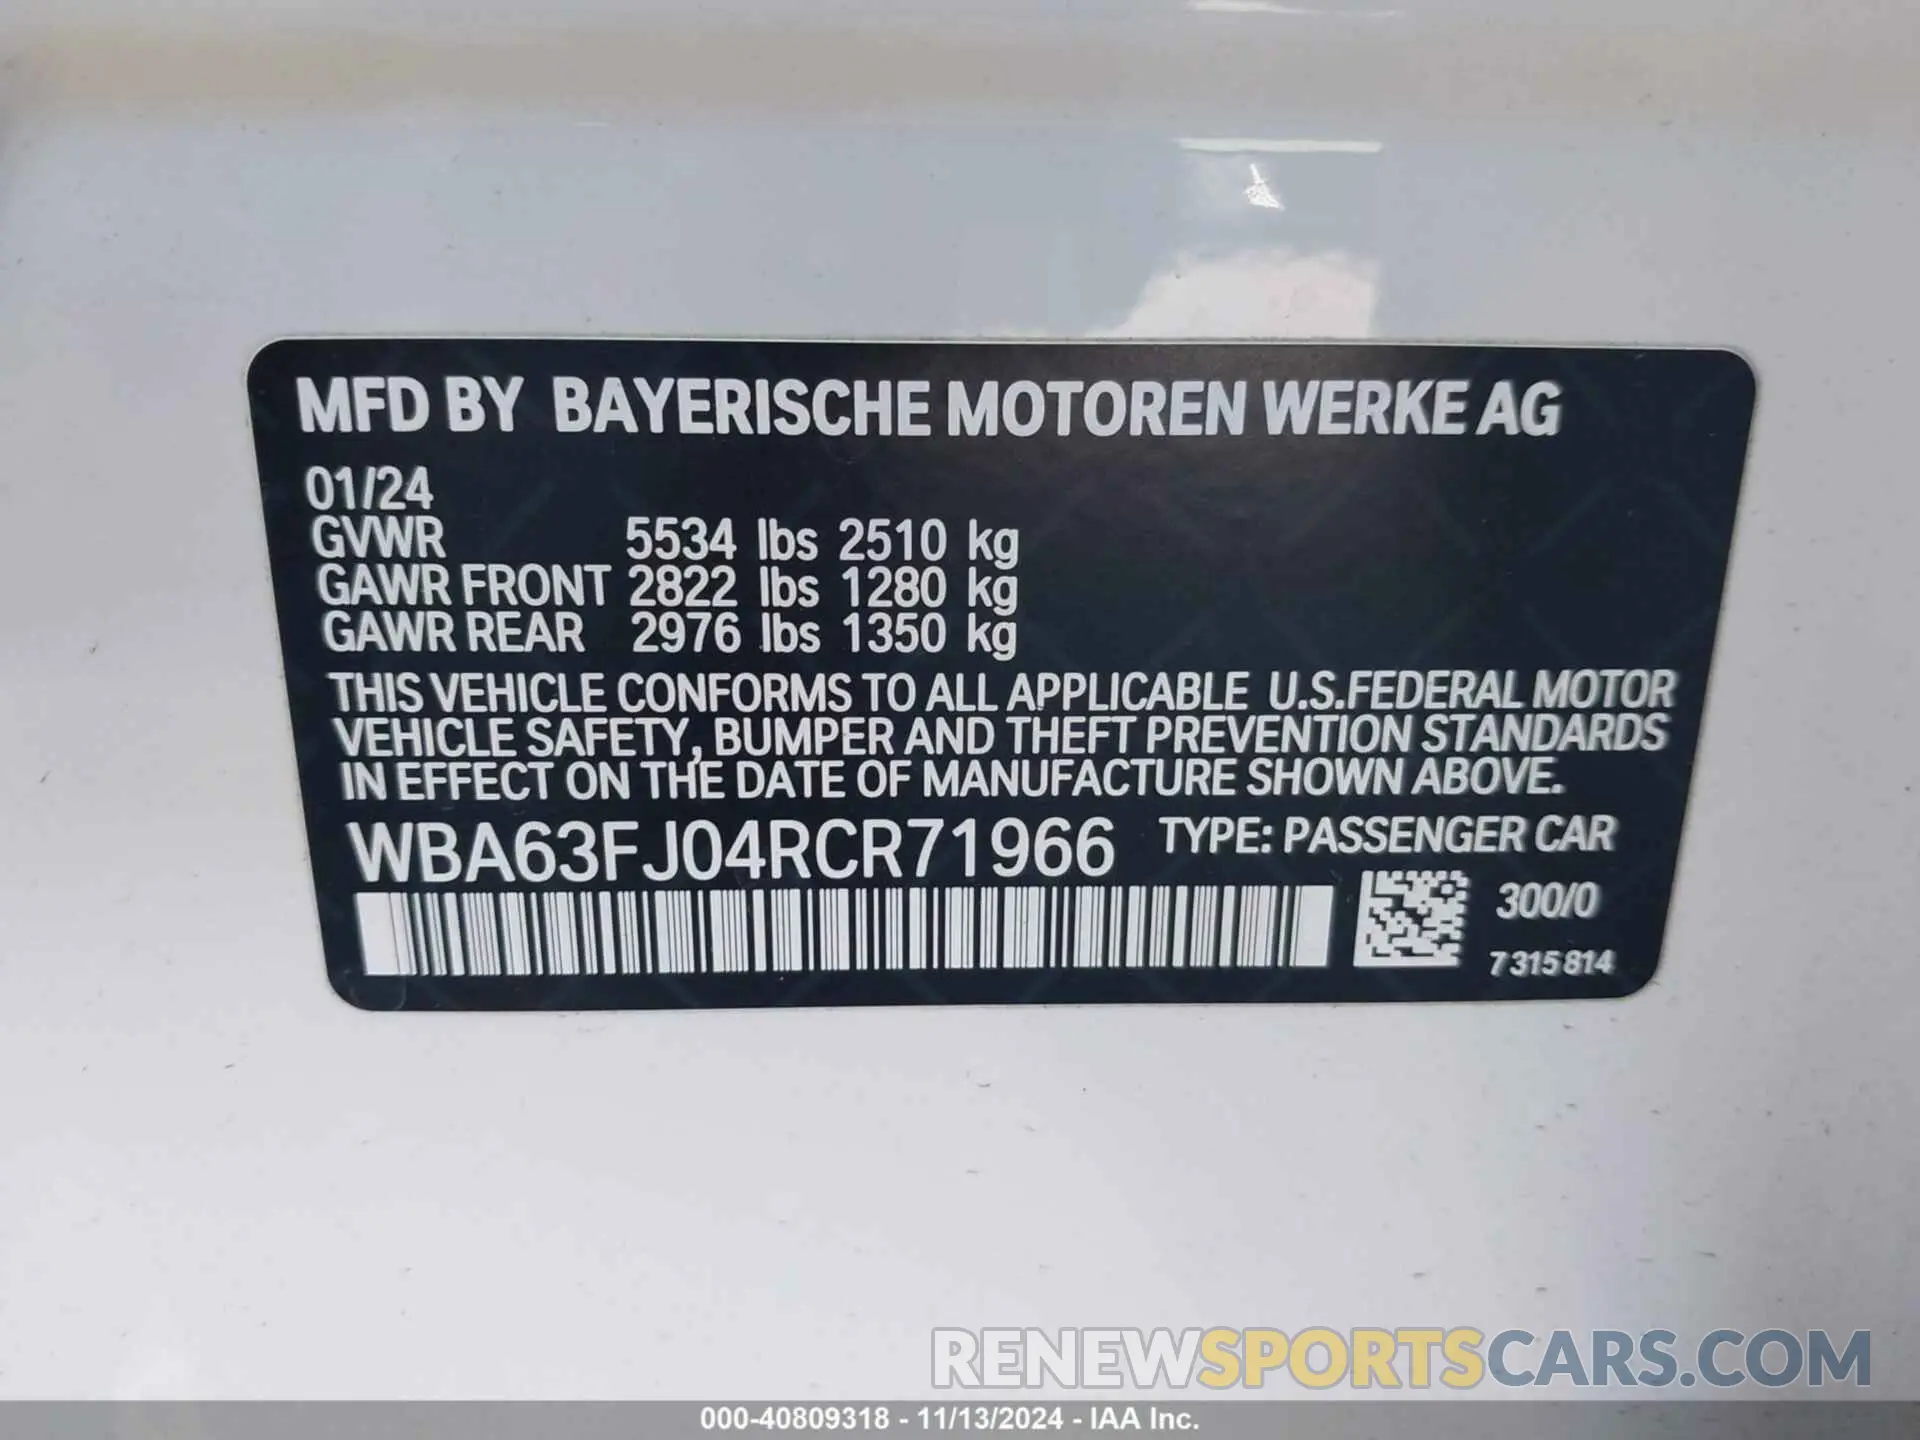 MFD BY BAYERISCHE MOTOREN WERKE AG
01/24
GVWR 5534 lbs 2510 kg
GAWR FRONT 2822 lbs 1280 kg
GAWR REAR 2976 lbs 1350 kg
THIS VEHICLE CONFORMS TO ALL APPLICABLE U.S.FEDERAL MOTOR
VEHICLE SAFETY, BUMPER AND THEFT PREVENTION STANDARDS
IN EFFECT ON THE DATE OF MANUFACTURE SHOWN ABOVE.
WBA63FJ04RCR71966 TYPE: PASSENGER CAR
300/0
7 315 814
RENEWSPORTSCARS.COM
000-40809318 - 11/13/2024 - IAA Inc.